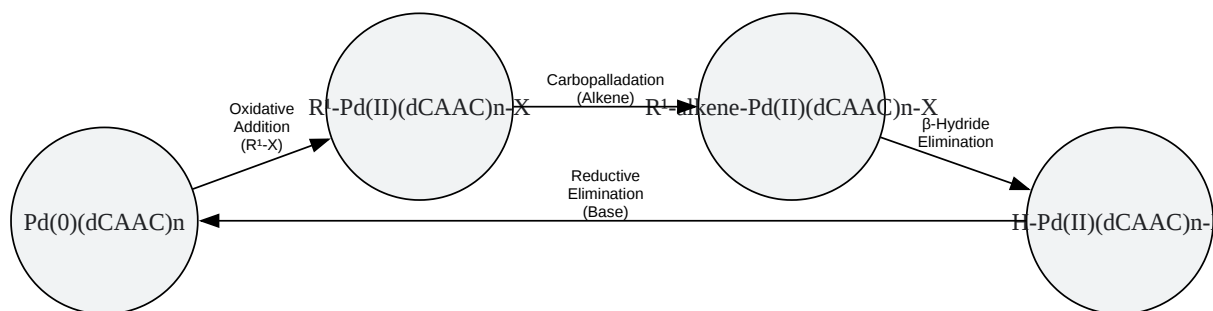 Oxidative
Addition
(R¹-X)
R¹-Pd(II)(dCAAC)n-X
Carbopalladation
(Alkene)
R¹-alkene-Pd(II)(dCAAC)n-X
β-Hydride
Elimination
Pd(0)(dCAAC)n
Reductive
Elimination
(Base)
H-Pd(II)(dCAAC)n-